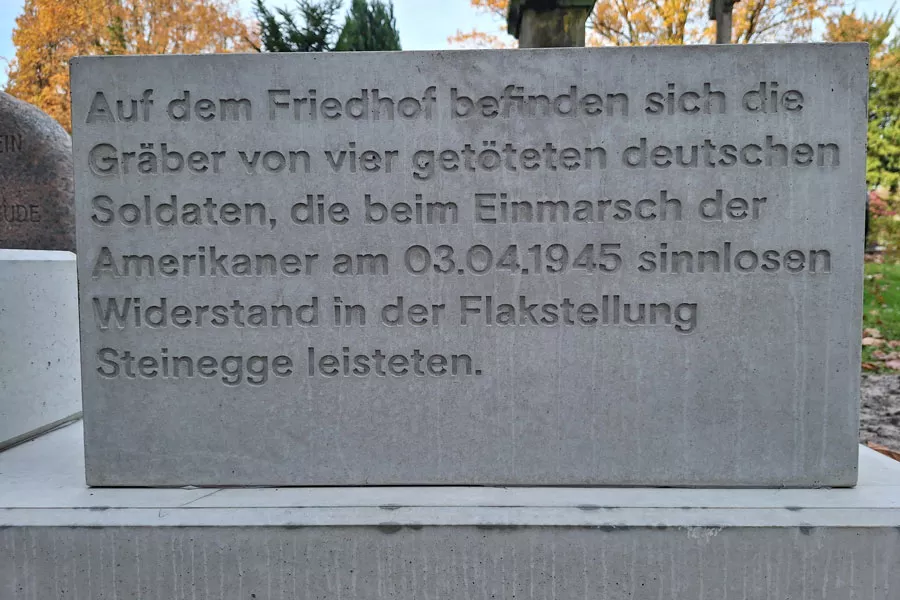 Auf dem Friedhof befinden sich die
Gräber von vier getöteten deutschen
Soldaten, die beim Einmarsch der
Amerikaner am 03.04.1945 sinnlosen
Widerstand in der Flakstellung
Steinegge leisteten.